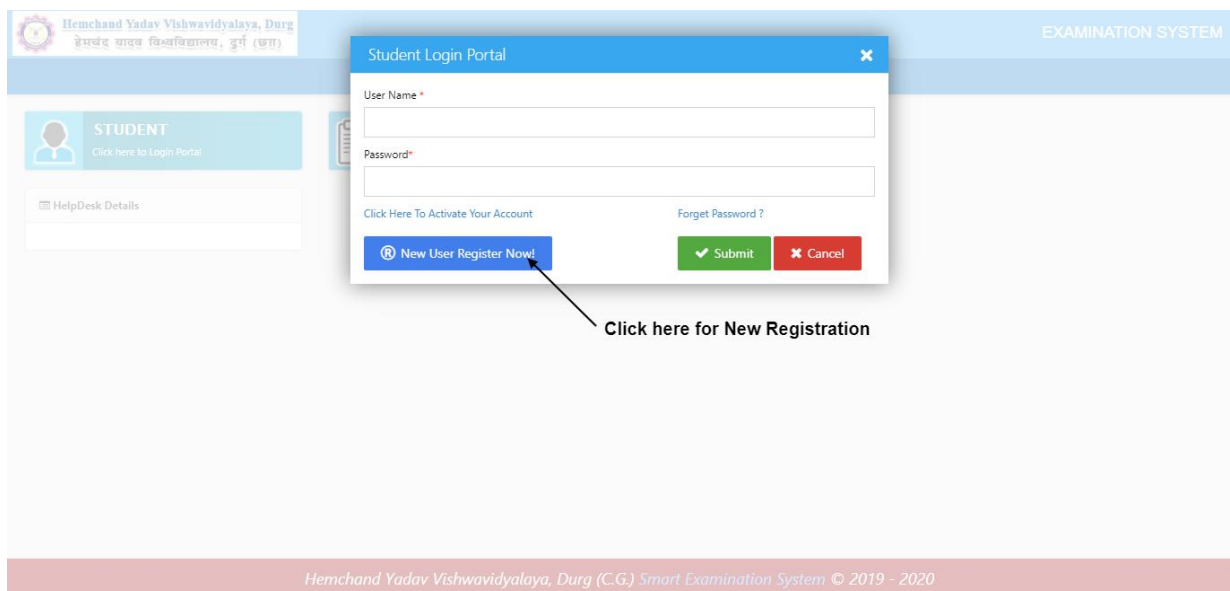 Hemchand Yadav Vishwavidyalaya, Durg
हेमचंद यादव विश्वविद्यालय, दुर्ग (छग)
EXAMINATION SYSTEM
Student Login Portal
User Name *
Password*
Click Here To Activate Your Account
Forget Password ?
® New User Register Now!
Submit
Cancel
STUDENT
Click here to Login Portal
HelpDesk Details
Click here for New Registration
Hemchand Yadav Vishwavidyalaya, Durg (C.G.) Smart Examination System © 2019 - 2020